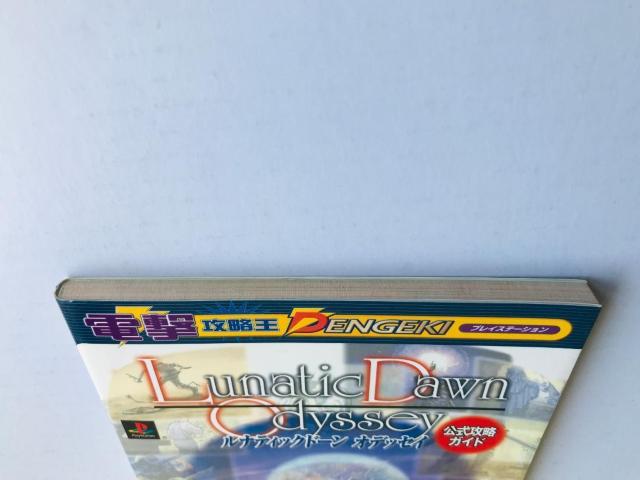 電撃攻略王 DENGEKI プレイステーション
Lunatic Dawn
Odyssey
ルナティックドーン オデッセイ
公式攻略
ガイド
PlayStation